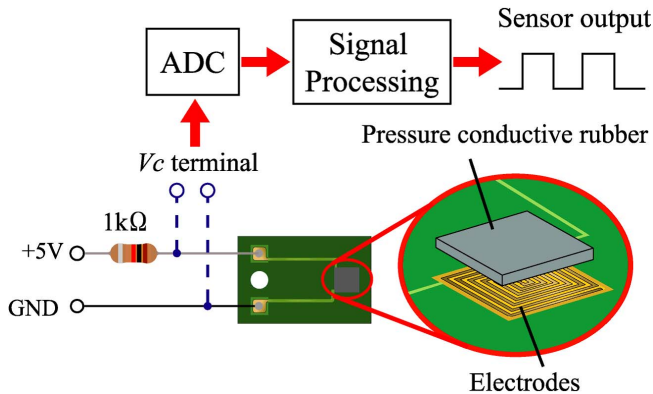 Sensor output
ADC
Signal
Processing
Pressure conductive rubber
Vc terminal
1kΩ
+5V
GND
Electrodes